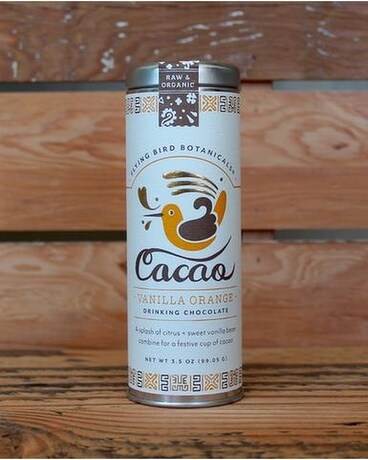 RAW &
ORGANIC
FLYING BIRD BOTANICALS
Cacao
VANILLA ORANGE
DRINKING CHOCOLATE
A splash of citrus + sweet vanilla bean
combine for a festive cup of cacao
NET WT 3.5 OZ (99.05 G)